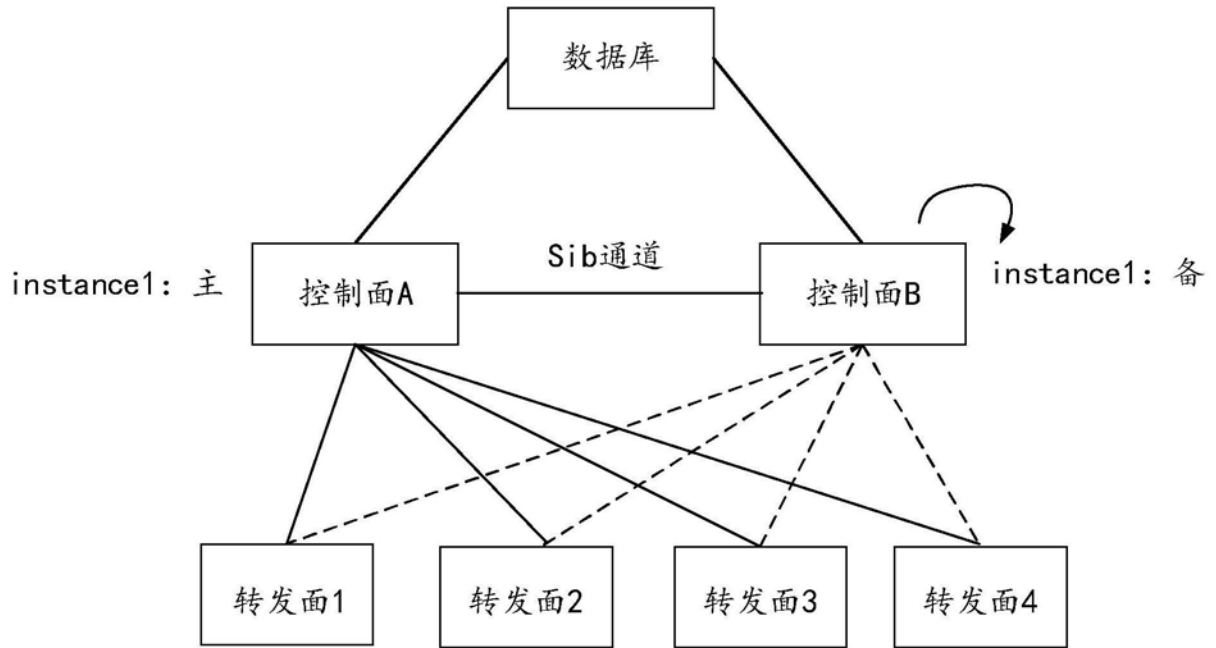 数据库
Sib通道
instance1：主
控制面A
控制面B
instance1：备
转发面1
转发面2
转发面3
转发面4